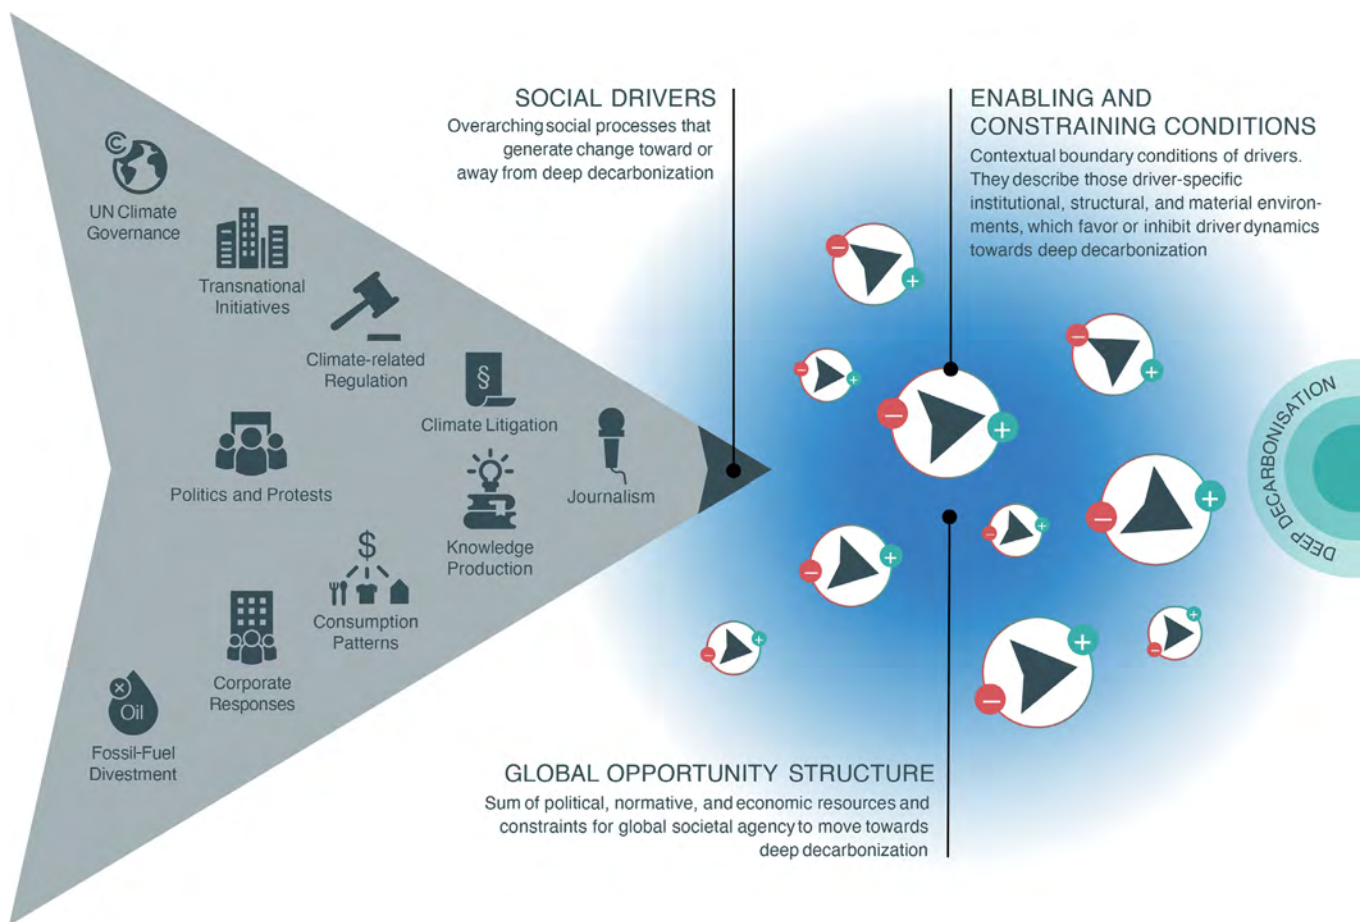 SOCIAL DRIVERS
Overarching social processes that
generate change toward or
away from deep decarbonization
ENABLING AND
CONSTRAINING CONDITIONS
Contextual boundary conditions of drivers.
They describe those driver-specific
institutional, structural, and material environ-
ments, which favor or inhibit driver dynamics
towards deep decarbonization
C
UN Climate
Governance
Transnational
Initiatives
Climate-related
Regulation
§
Climate Litigation
Journalism
Politics and Protests
Knowledge
Production
$
Consumption
Patterns
Corporate
Responses
Oil
Fossil-Fuel
Divestment
DEEP DECARBONISATION
GLOBAL OPPORTUNITY STRUCTURE
Sum of political, normative, and economic resources and
constraints for global societal agency to move towards
deep decarbonization